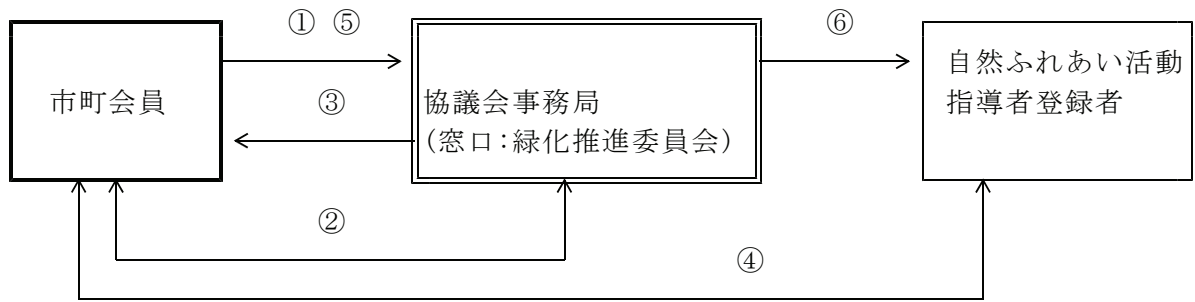 ① ⑤
⑥
市町会員
③
協議会事務局
（窓口：緑化推進委員会）
自然ふれあい活動
指導者登録者
②
④